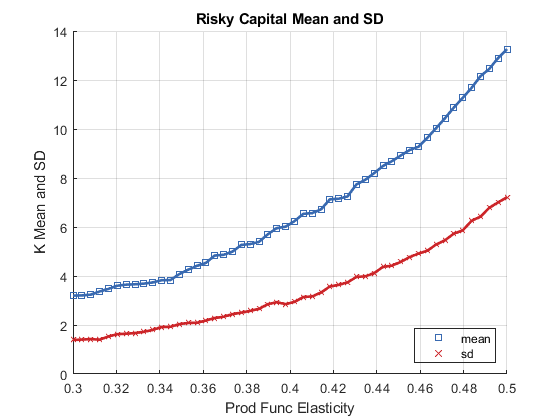 Risky Capital Mean and SD
K Mean and SD
14
12
10
8
6
4
2
0
mean
sd
0.3 0.32 0.34 0.36 0.38 0.4 0.42 0.44 0.46 0.48 0.5
Prod Func Elasticity